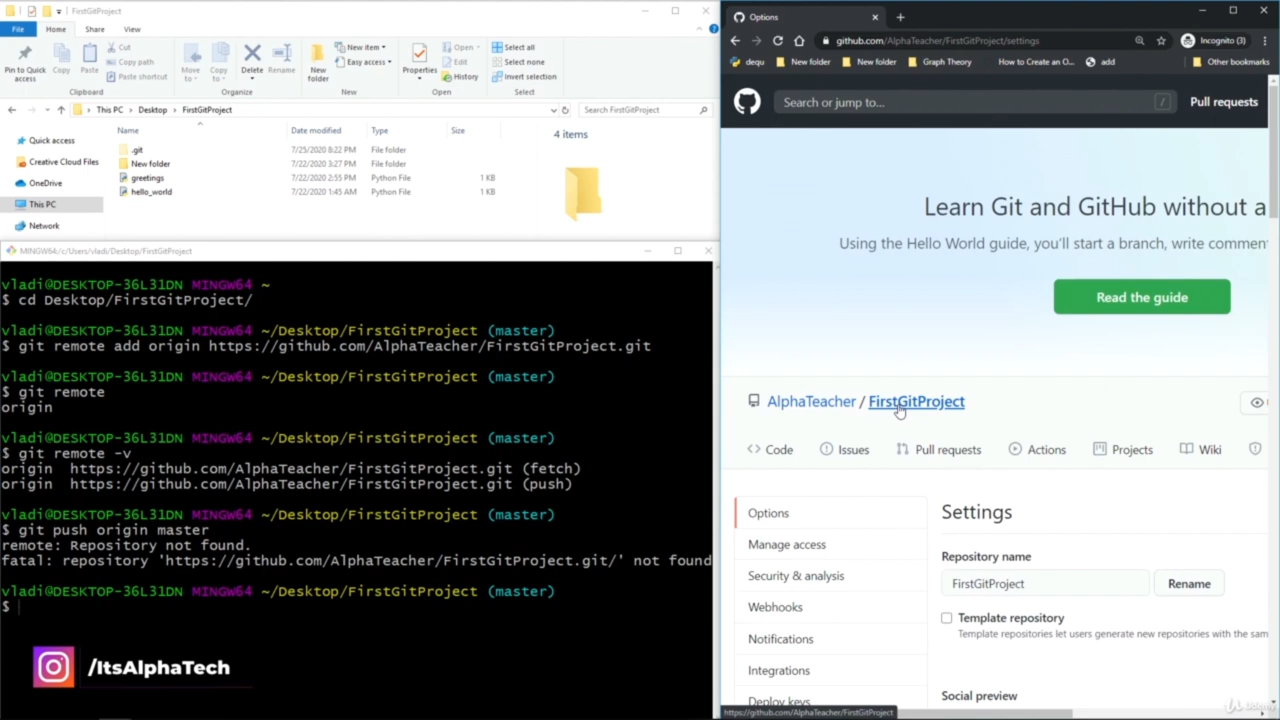 FirstGitProject
File Home Share View
Pin to Quick access
Copy
Paste
Cut
Copy path
Paste shortcut
Clipboard
Move to
Copy to
Delete
Rename
Organize
New folder
New item
Easy access
New
Properties
Open
Edit
History
Open
Select all
Select none
Invert selection
Select
This PC > Desktop > FirstGitProject
Search FirstGitProject
Quick access
Creative Cloud Files
OneDrive
This PC
Network
Name Date modified Type Size
.git 7/25/2020 8:22 PM File folder
New folder 7/22/2020 3:27 PM File folder
greetings 7/22/2020 2:55 PM Python File 1 KB
hello_world 7/22/2020 1:45 AM Python File 1 KB
4 items
MINGW64:/c/Users/vladi/Desktop/FirstGitProject
vladi@DESKTOP-36L31DN MINGW64 ~
$ cd Desktop/FirstGitProject/
vladi@DESKTOP-36L31DN MINGW64 ~/Desktop/FirstGitProject (master)
$ git remote add origin https://github.com/AlphaTeacher/FirstGitProject.git
vladi@DESKTOP-36L31DN MINGW64 ~/Desktop/FirstGitProject (master)
$ git remote
origin
vladi@DESKTOP-36L31DN MINGW64 ~/Desktop/FirstGitProject (master)
$ git remote -v
origin https://github.com/AlphaTeacher/FirstGitProject.git (fetch)
origin https://github.com/AlphaTeacher/FirstGitProject.git (push)
vladi@DESKTOP-36L31DN MINGW64 ~/Desktop/FirstGitProject (master)
$ git push origin master
remote: Repository not found.
fatal: repository 'https://github.com/AlphaTeacher/FirstGitProject.git/' not found
vladi@DESKTOP-36L31DN MINGW64 ~/Desktop/FirstGitProject (master)
$
/ItsAlphaTech
Options
github.com/AlphaTeacher/FirstGitProject/settings
Incognito (3)
dequ New folder New folder Graph Theory How to Create an O... add Other bookmarks
Search or jump to... /
Pull requests
Learn Git and GitHub without a
Using the Hello World guide, you'll start a branch, write comment
Read the guide
AlphaTeacher / FirstGitProject
Code Issues Pull requests Actions Projects Wiki
Options
Manage access
Security & analysis
Webhooks
Notifications
Integrations
Deploy keys
Settings
Repository name
FirstGitProject
Rename
Template repository
Template repositories let users generate new repositories with the sam
Social preview
https://github.com/AlphaTeacher/FirstGitProject